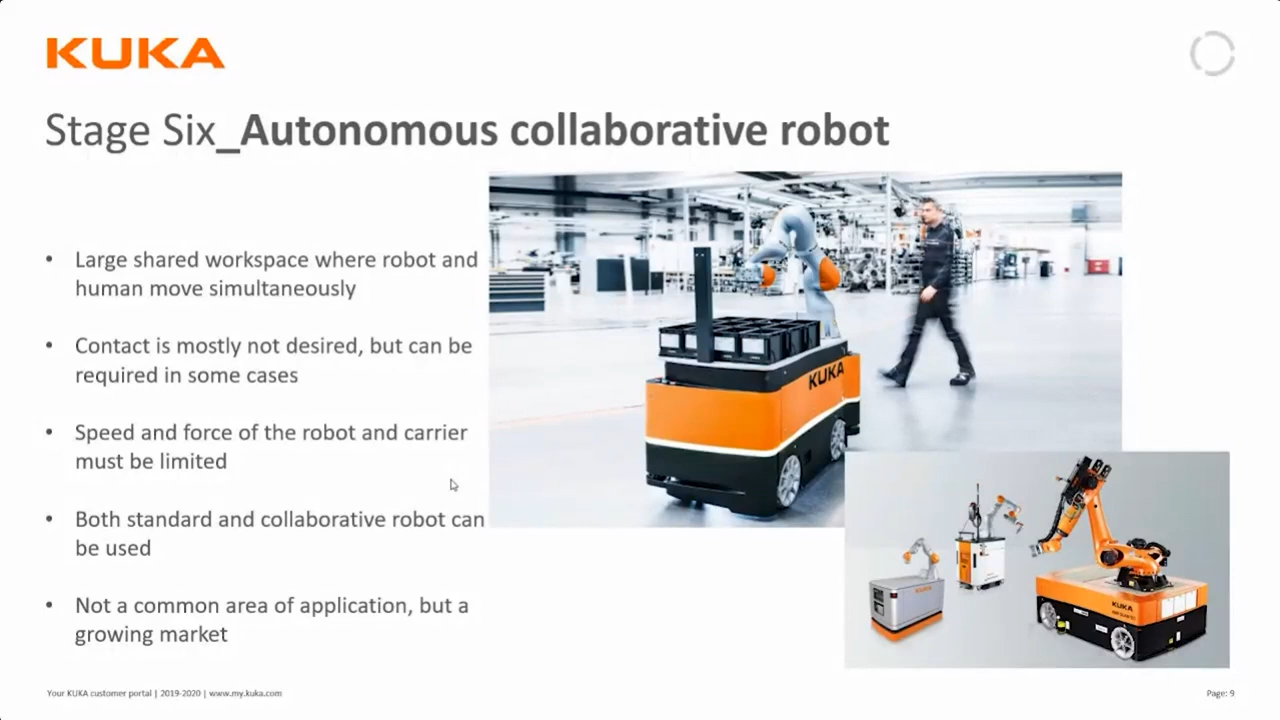 KUKA
Stage Six_Autonomous collaborative robot
• Large shared workspace where robot and
human move simultaneously
• Contact is mostly not desired, but can be
required in some cases
• Speed and force of the robot and carrier
must be limited
• Both standard and collaborative robot can
be used
• Not a common area of application, but a
growing market
KUKA
KUKA
KUKA
Your KUKA customer portal | 2019-2020 | www.my.kuka.com
Page: 9